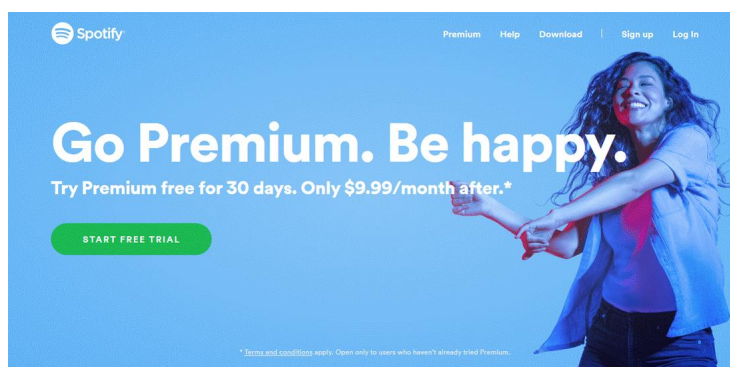 Spotify®
Premium Help Download | Sign up Log In
Go Premium. Be happy.
Try Premium free for 30 days. Only $9.99/month after.*
START FREE TRIAL
* Terms and conditions apply. Open only to users who haven't already tried Premium.